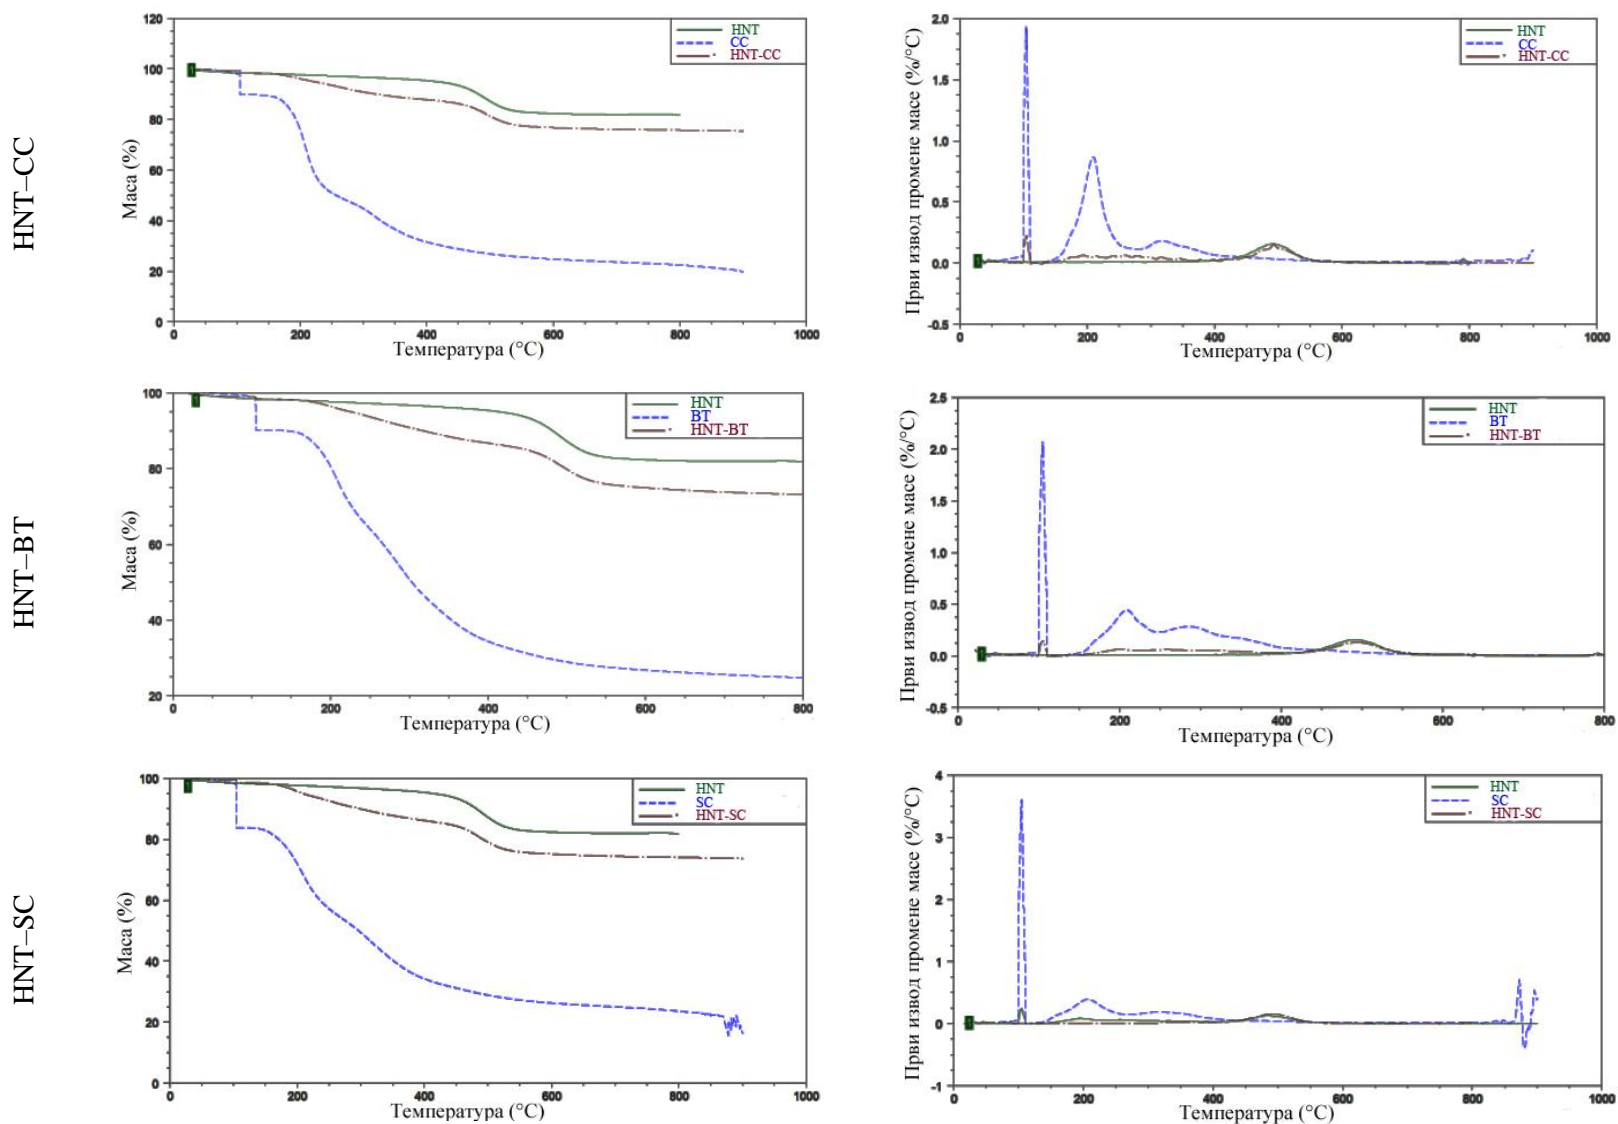 HNT–CC
Маса (%)
120
100
80
60
40
20
0
0 200 400 600 800 1000
Температура (°C)
HNT
CC
HNT-CC
Први извод промене масе (%/°C)
2.0
1.5
1.0
0.5
0.0
-0.5
0 200 400 600 800 1000
Температура (°C)
HNT
CC
HNT-CC
HNT–BT
Маса (%)
100
80
60
40
20
0 200 400 600 800
Температура (°C)
HNT
BT
HNT-BT
Први извод промене масе (%/°C)
2.5
2.0
1.5
1.0
0.5
0.0
-0.5
0 200 400 600 800
Температура (°C)
HNT
BT
HNT-BT
HNT–SC
Маса (%)
100
80
60
40
20
0
0 200 400 600 800 1000
Температура (°C)
HNT
SC
HNT-SC
Први извод промене масе (%/°C)
4
3
2
1
0
-1
0 200 400 600 800 1000
Температура (°C)
HNT
SC
HNT-SC